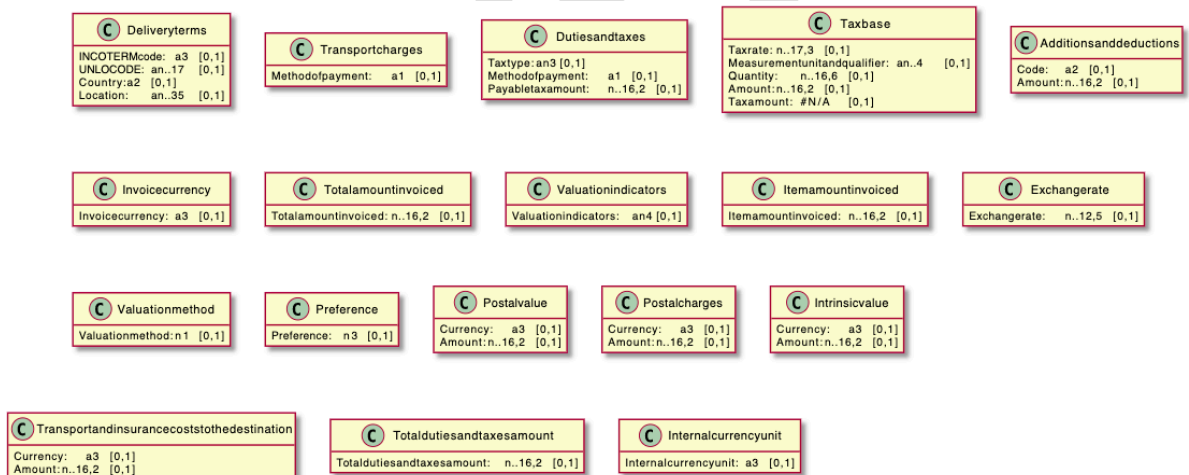 C Deliveryterms
INCOTERMcode: a3 [0,1]
UNLOCODE: an..17 [0,1]
Country:a2 [0,1]
Location: an..35 [0,1]
C Transportcharges
Methodofpayment: a1 [0,1]
C Dutiesandtaxes
Taxtype:an3 [0,1]
Methodofpayment: a1 [0,1]
Payabletaxamount: n..16,2 [0,1]
C Taxbase
Taxrate: n..17,3 [0,1]
Measurementunitandqualifier: an..4 [0,1]
Quantity: n..16,6 [0,1]
Amount:n..16,2 [0,1]
Taxamount: #N/A [0,1]
C Additionsanddeductions
Code: a2 [0,1]
Amount:n..16,2 [0,1]
C Invoicecurrency
Invoicecurrency: a3 [0,1]
C Totalamountinvoiced
Totalamountinvoiced: n..16,2 [0,1]
C Valuationindicators
Valuationindicators: an4 [0,1]
C Itemamountinvoiced
Itemamountinvoiced: n..16,2 [0,1]
C Exchangerate
Exchangerate: n..12,5 [0,1]
C Valuationmethod
Valuationmethod:n1 [0,1]
C Preference
Preference: n3 [0,1]
C Postalvalue
Currency: a3 [0,1]
Amount:n..16,2 [0,1]
C Postalcharges
Currency: a3 [0,1]
Amount:n..16,2 [0,1]
C Intrinsicvalue
Currency: a3 [0,1]
Amount:n..16,2 [0,1]
C Transportandinsurancecoststothedestination
Currency: a3 [0,1]
Amount:n..16,2 [0,1]
C Totaldutiesandtaxesamount
Totaldutiesandtaxesamount: n..16,2 [0,1]
C Internalcurrencyunit
Internalcurrencyunit: a3 [0,1]